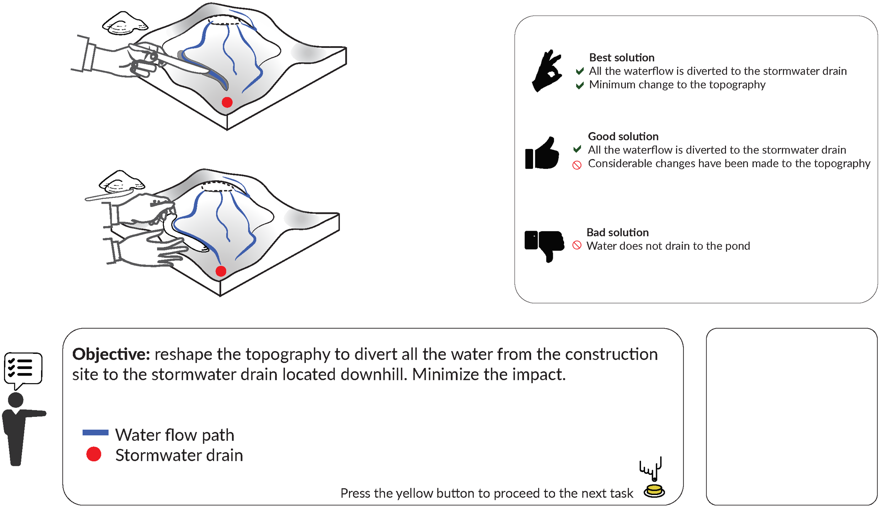 Best solution
All the waterflow is diverted to the stormwater drain
Minimum change to the topography
Good solution
All the waterflow is diverted to the stormwater drain
Considerable changes have been made to the topography
Bad solution
Water does not drain to the pond
Objective: reshape the topography to divert all the water from the construction
site to the stormwater drain located downhill. Minimize the impact.
Water flow path
Stormwater drain
Press the yellow button to proceed to the next task